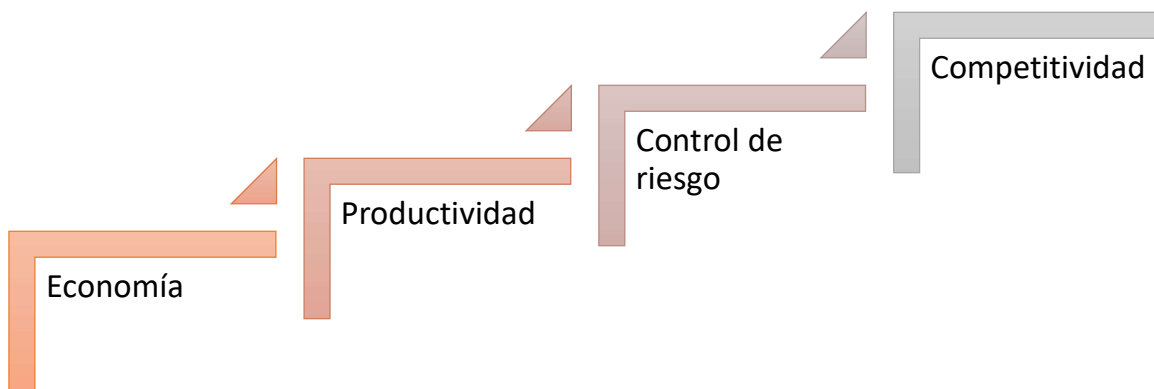 Economía
Productividad
Control de
riesgo
Competitividad